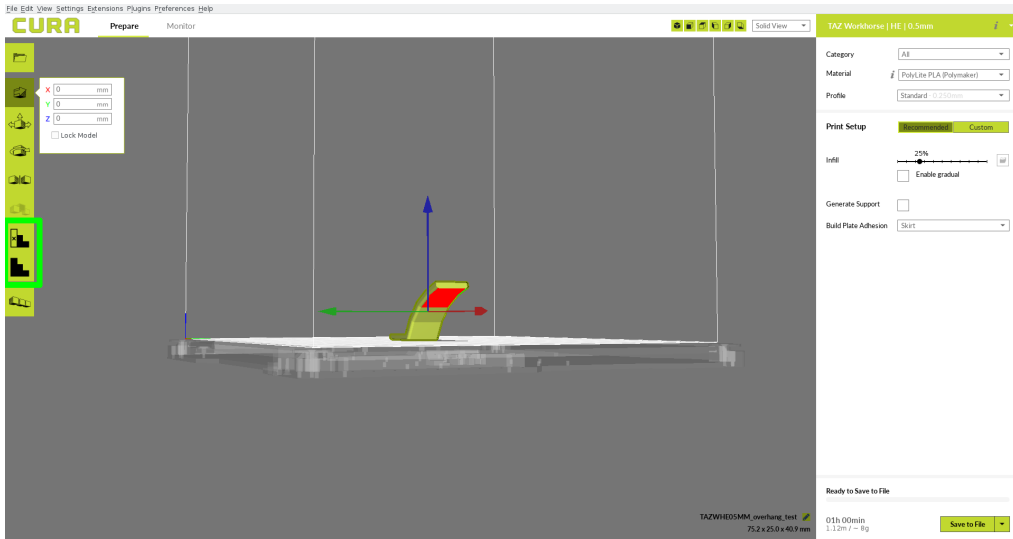 File Edit View Settings Extensions Plugins Preferences Help
CURA
Prepare
Monitor
Solid View
TAZ Workhorse | HE | 0.5mm
i
X 0 mm
Y 0 mm
Z 0 mm
Lock Model
Category All
Material i PolyLite PLA (Polymaker)
Profile Standard - 0.250mm
Print Setup Recommended Custom
25%
Infill
Enable gradual
Generate Support
Build Plate Adhesion Skirt
TAZWHE05MM_overhang_test
75.2 x 25.0 x 40.9 mm
Ready to Save to File
01h 00min
1.12m / ~ 8g
Save to File